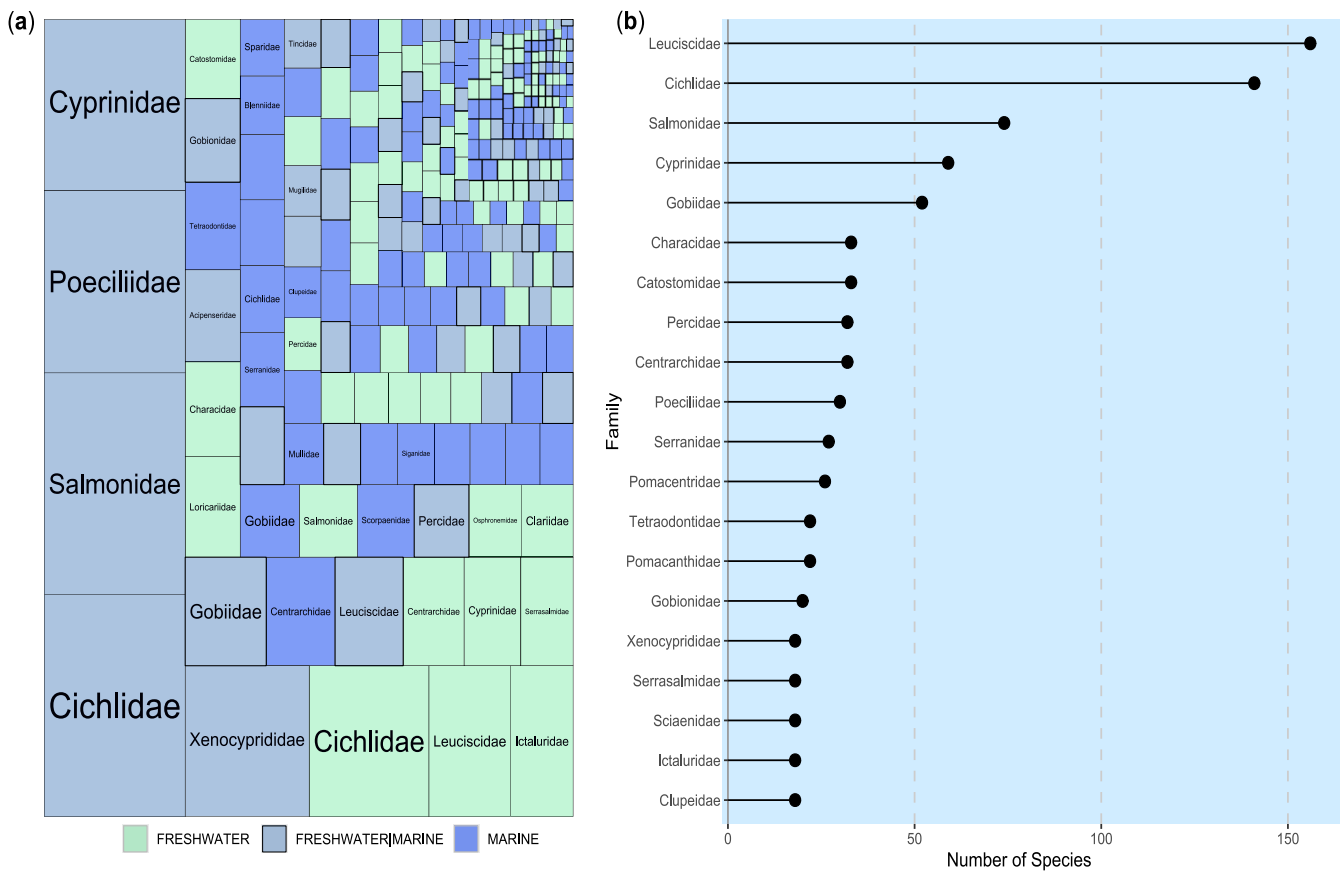 (a)
Cyprinidae
Poeciliidae
Salmonidae
Cichlidae
Catostomidae
Gobionidae
Tetraodontidae
Acipenseridae
Characidae
Loricariidae
Sparidae
Blenniidae
Cichlidae
Serranidae
Tincidae
Mugilidae
Clupeidae
Percidae
Mullidae
Siganidae
Gobiidae
Salmonidae
Scorpaenidae
Percidae
Osphronemidae
Clariidae
Gobiidae
Centrarchidae
Leuciscidae
Centrarchidae
Cyprinidae
Serrasalmidae
Xenocyprididae
Cichlidae
Leuciscidae
Ictaluridae
FRESHWATER
FRESHWATER|MARINE
MARINE
(b)
Family
Leuciscidae
Cichlidae
Salmonidae
Cyprinidae
Gobiidae
Characidae
Catostomidae
Percidae
Centrarchidae
Poeciliidae
Serranidae
Pomacentridae
Tetraodontidae
Pomacanthidae
Gobionidae
Xenocyprididae
Serrasalmidae
Sciaenidae
Ictaluridae
Clupeidae
0
50
100
150
Number of Species